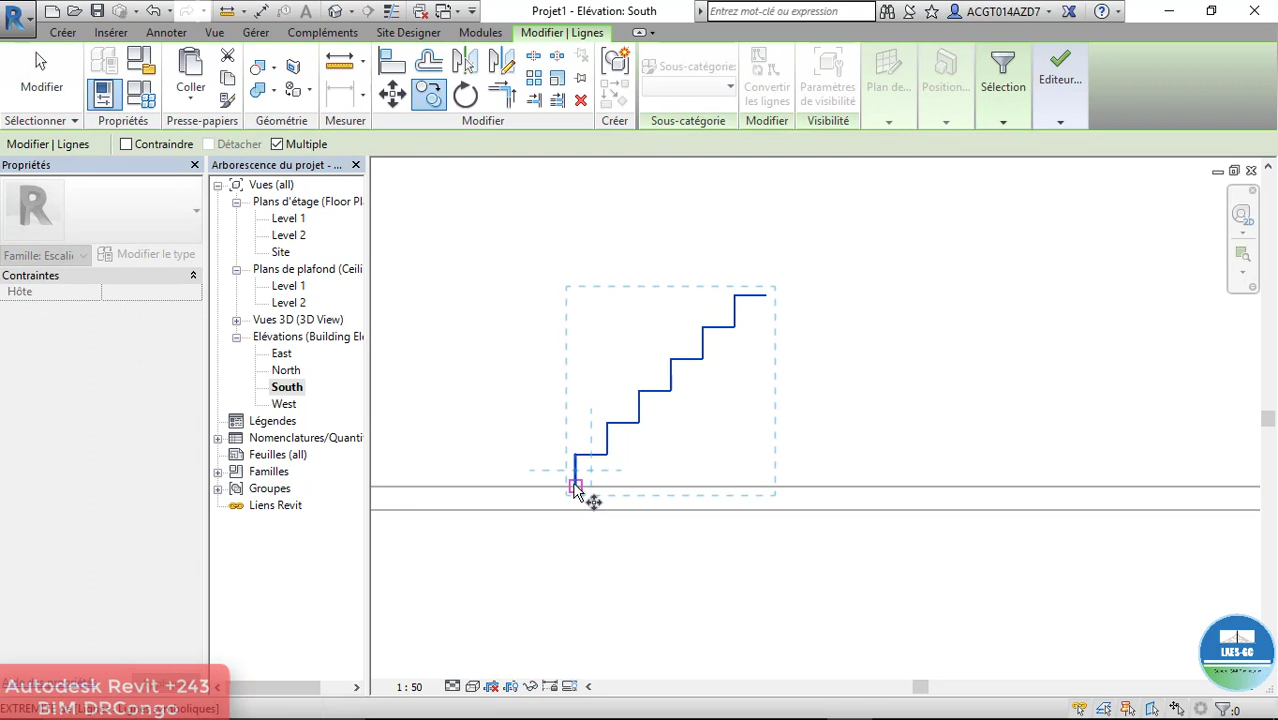 Projet1 - Elévation: South
Entrez mot-clé ou expression
ACGT014AZD7
Créer
Insérer
Annoter
Vue
Gérer
Compléments
Site Designer
Modules
Modifier | Lignes
Modifier
Coller
Sous-catégorie:
Convertir
les lignes
Paramètres
de visibilité
Plan de...
Position...
Sélection
Editeur...
Sélectionner
Propriétés
Presse-papiers
Géométrie
Mesurer
Modifier
Créer
Sous-catégorie
Modifier
Visibilité
Modifier | Lignes
Contraindre
Détacher
Multiple
Propriétés
Famille: Escali
Modifier le type
Contraintes
Hôte
Arborescence du projet - ...
Vues (all)
Plans d'étage (Floor Pl
Level 1
Level 2
Site
Plans de plafond (Ceili
Level 1
Level 2
Vues 3D (3D View)
Elévations (Building El
East
North
South
West
Légendes
Nomenclatures/Quanti
Feuilles (all)
Familles
Groupes
Liens Revit
2D
1 : 50
:0
Autodesk Revit +243
BIM DRCongo
LAES-GC